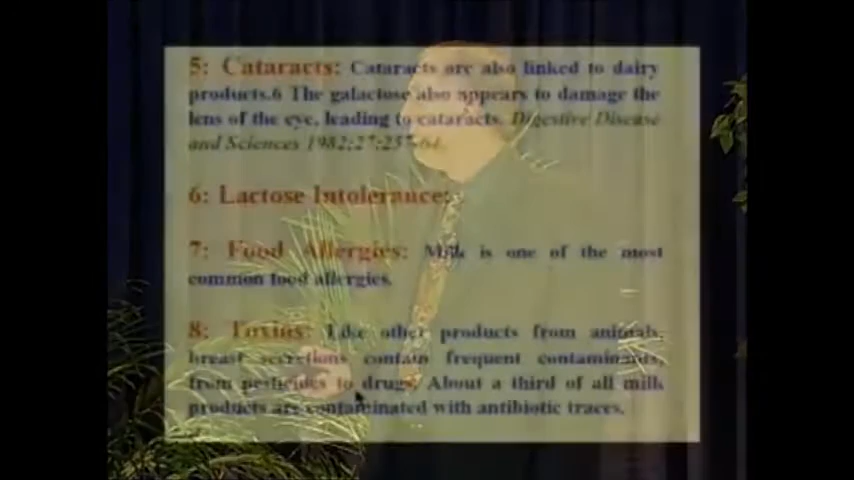 5: Cataracts: Cataracts are also linked to dairy
products.6 The galactose also appears to damage the
lens of the eye, leading to cataracts. Digestive Disease
and Sciences 1982;27:257-64.
6: Lactose Intolerance:
7: Food Allergies: Milk is one of the most
common food allergies.
8: Toxins: Like other products from animals,
breast secretions contain frequent contaminants,
from pesticides to drugs. About a third of all milk
products are contaminated with antibiotic traces.